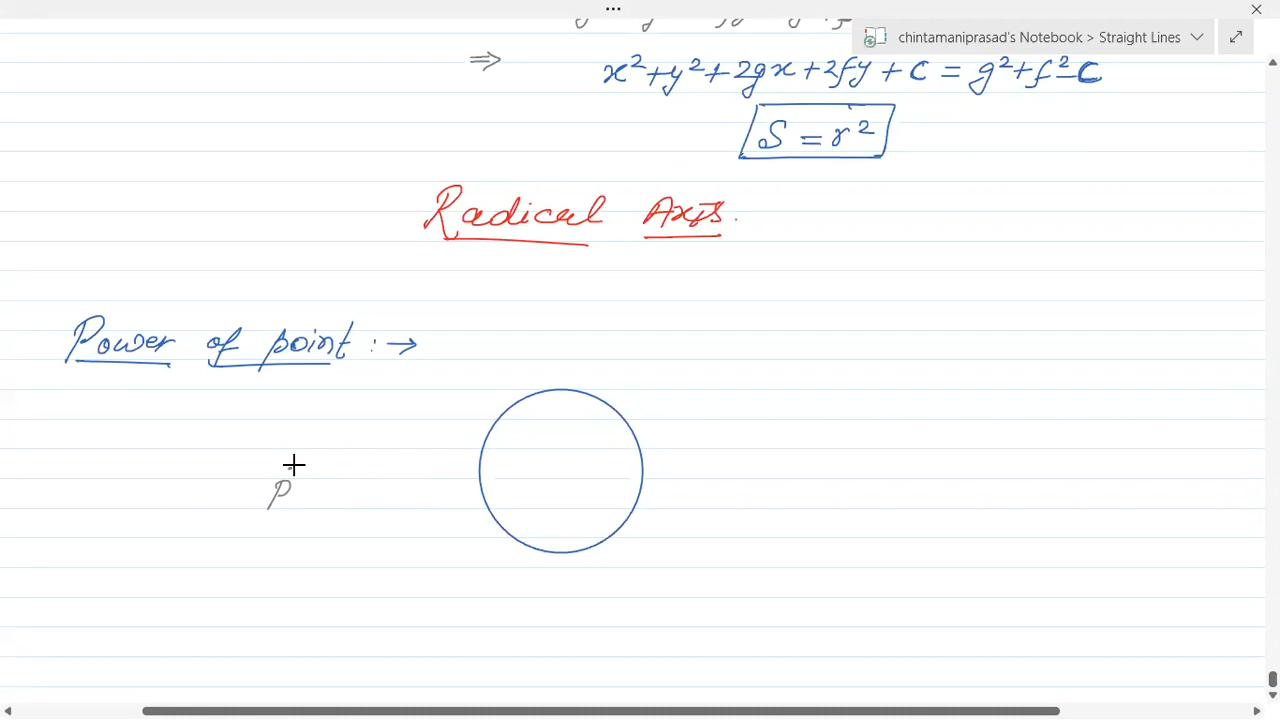 chintamaniprasad's Notebook > Straight Lines
⇒ x²+y²+2gx+2fy+C = g²+f²-C
S = r²
Radical Axis.
Power of point :→
P